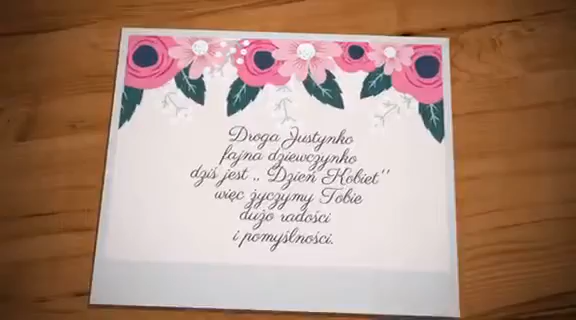 Droga Justynko
fajna dziewczynko
dziś jest ,, Dzień Kobiet''
więc życzymy Tobie
dużo radości
i pomyślności.